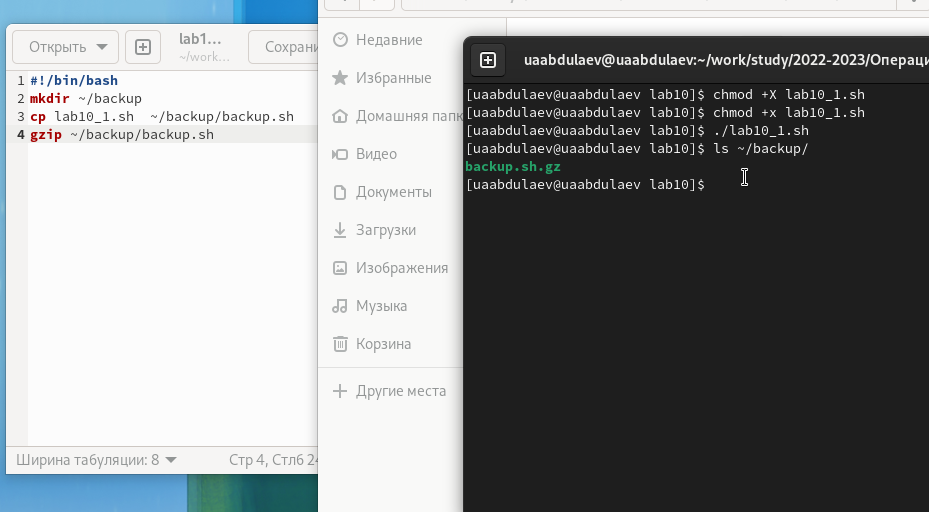 Открыть
lab1...
~/work...
Сохрани
1 #!/bin/bash
2 mkdir ~/backup
3 cp lab10_1.sh  ~/backup/backup.sh
4 gzip ~/backup/backup.sh
Ширина табуляции: 8
Стр 4, Стлб 24
Недавние
Избранные
Домашняя папк
Видео
Документы
Загрузки
Изображения
Музыка
Корзина
Другие места
uaabdulaev@uaabdulaev:~/work/study/2022-2023/Операци
[uaabdulaev@uaabdulaev lab10]$ chmod +X lab10_1.sh
[uaabdulaev@uaabdulaev lab10]$ chmod +x lab10_1.sh
[uaabdulaev@uaabdulaev lab10]$ ./lab10_1.sh
[uaabdulaev@uaabdulaev lab10]$ ls ~/backup/
backup.sh.gz
[uaabdulaev@uaabdulaev lab10]$